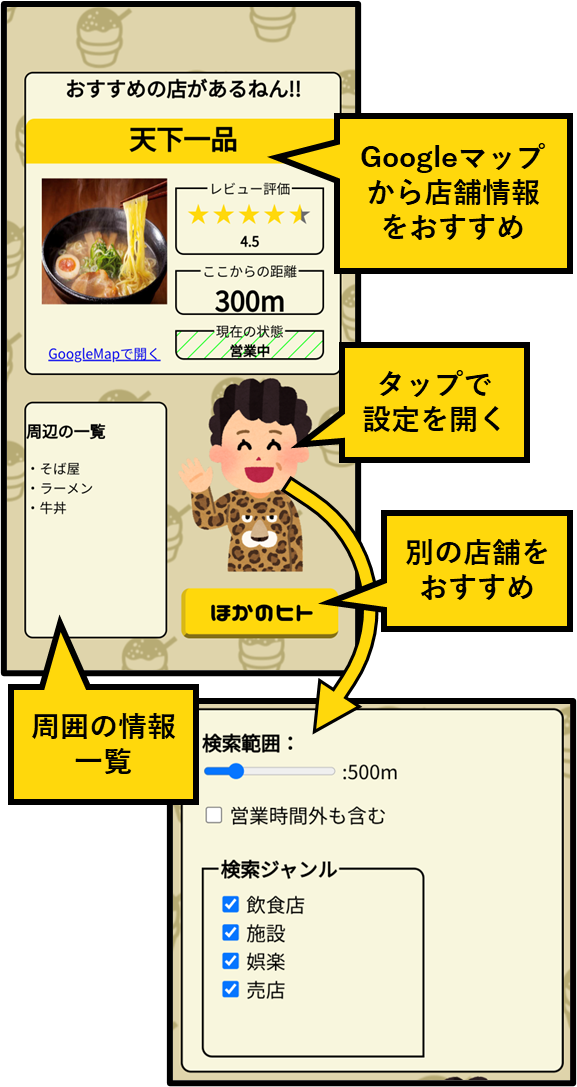 おすすめの店があるねん!!
天下一品
レビュー評価
4.5
ここからの距離
300m
現在の状態
営業中
GoogleMapで開く
Googleマップ
から店舗情報
をおすすめ
タップで
設定を開く
周辺の一覧
・そば屋
・ラーメン
・牛丼
別の店舗を
おすすめ
ほかのヒト
周囲の情報
一覧
検索範囲：
:500m
営業時間外も含む
検索ジャンル
飲食店
施設
娯楽
売店